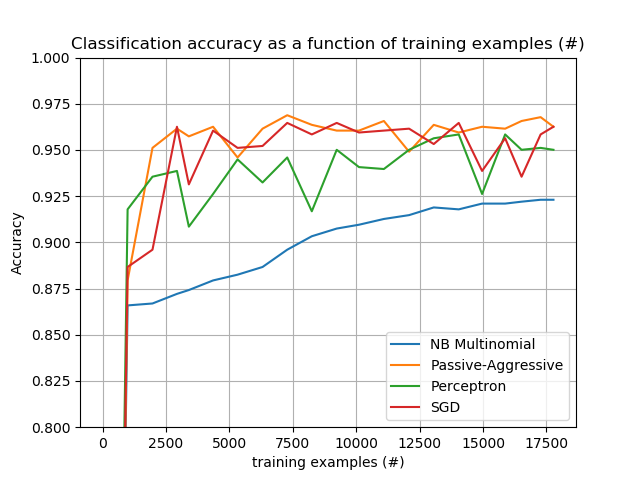 Classification accuracy as a function of training examples (#)
1.000
0.975
0.950
0.925
0.900
0.875
0.850
0.825
0.800
Accuracy
NB Multinomial
Passive-Aggressive
Perceptron
SGD
0 2500 5000 7500 10000 12500 15000 17500
training examples (#)